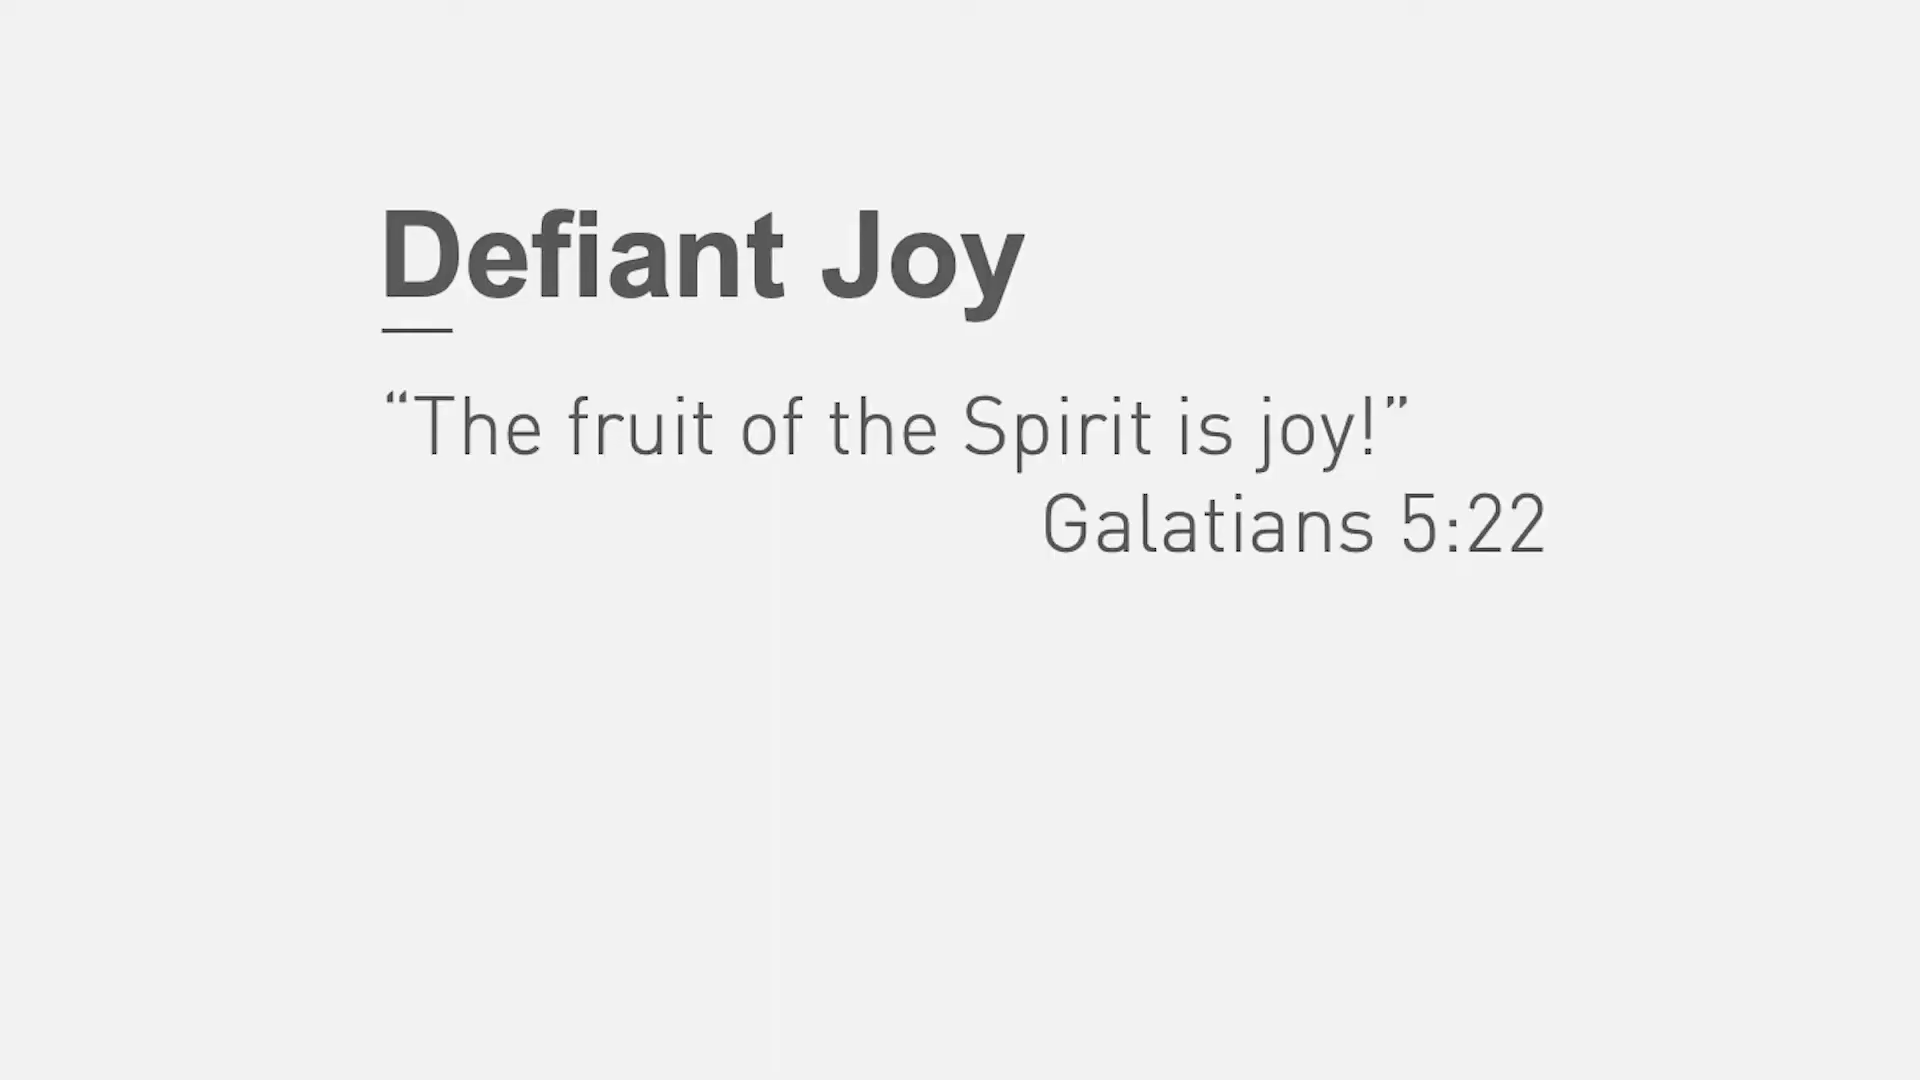 Defiant Joy
“The fruit of the Spirit is joy!”
Galatians 5:22